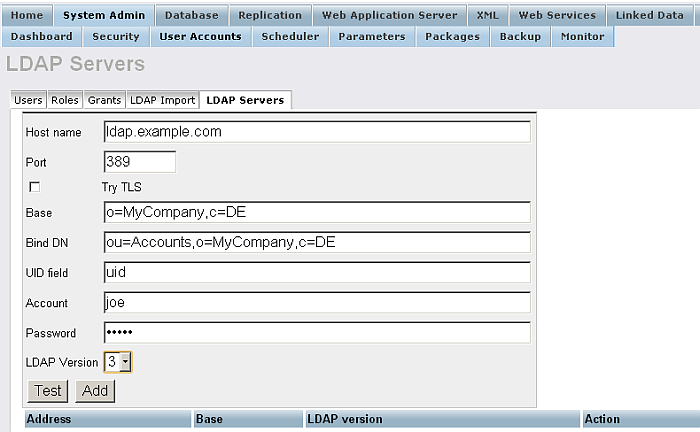 Home System Admin Database Replication Web Application Server XML Web Services Linked Data
Dashboard Security User Accounts Scheduler Parameters Packages Backup Monitor
LDAP Servers
Users Roles Grants LDAP Import LDAP Servers
Host name ldap.example.com
Port 389
Try TLS
Base o=MyCompany,c=DE
Bind DN ou=Accounts,o=MyCompany,c=DE
UID field uid
Account joe
Password •••••
LDAP Version 3
Test Add
Address Base LDAP version Action